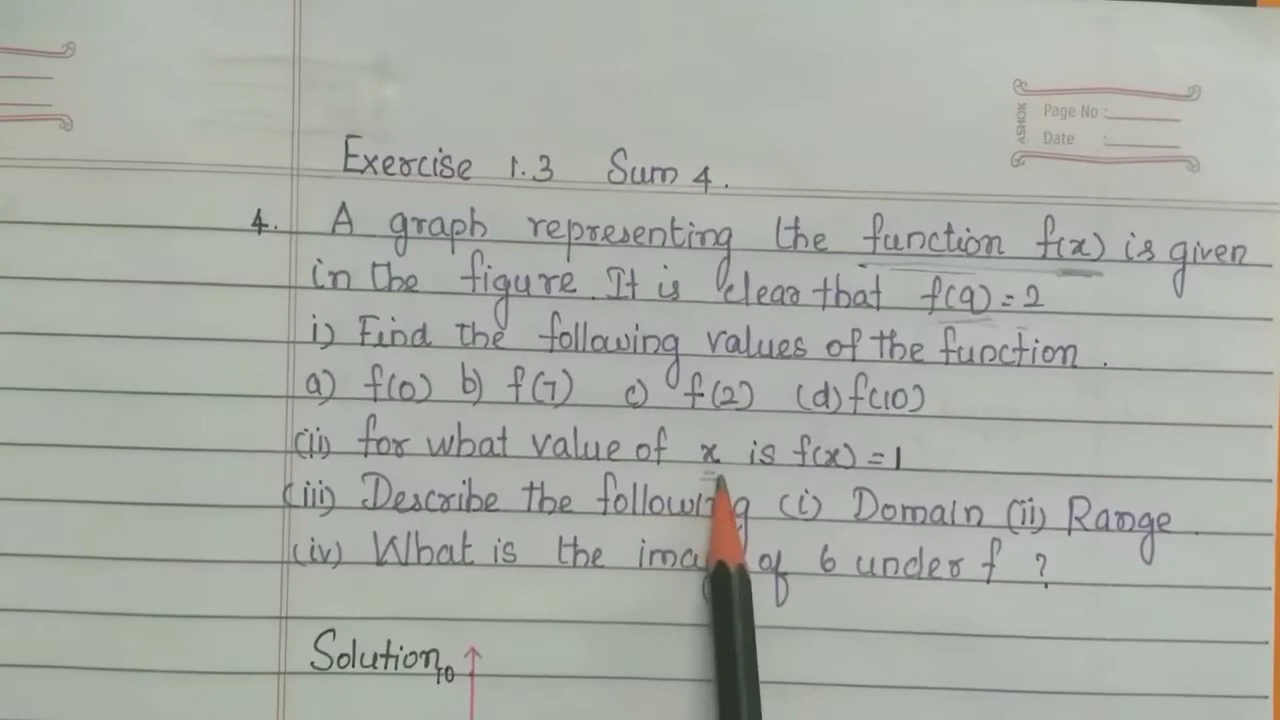 Page No :
Date
ASHOK
Exercise 1.3 Sum 4.
4. A graph representing the function f(x) is given
in the figure. It is clear that f(9) = 2
i) Find the following values of the function.
a) f(0) b) f(7) c) f(2) (d) f(10)
(ii) for what value of x is f(x) = 1
(iii) Describe the following (i) Domain (ii) Range.
(iv) What is the image of 6 under f ?
Solution
10